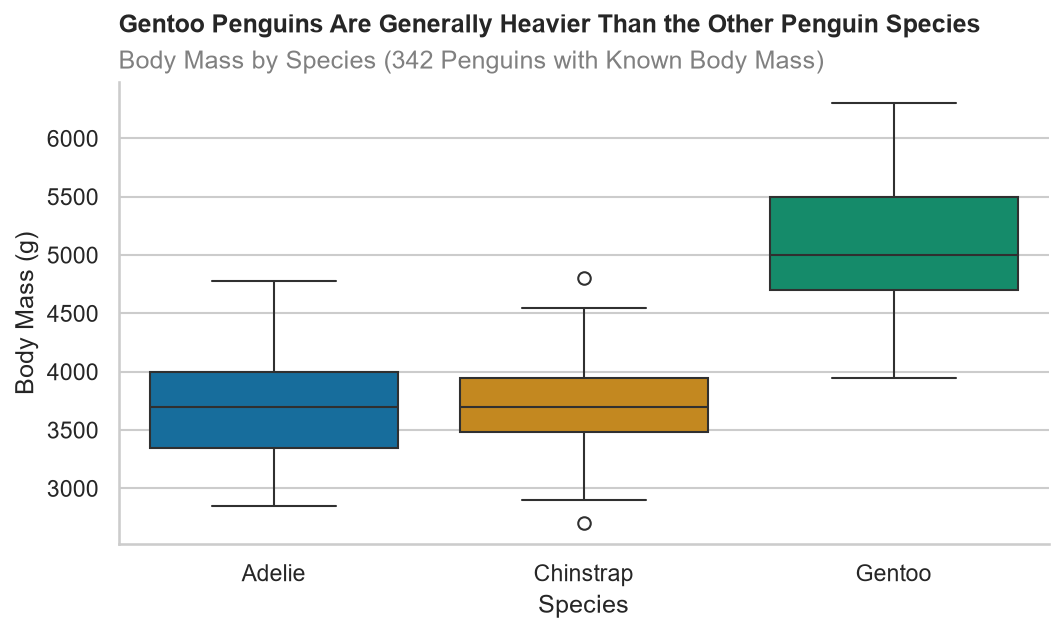 Gentoo Penguins Are Generally Heavier Than the Other Penguin Species
Body Mass by Species (342 Penguins with Known Body Mass)
Body Mass (g)
6000
5500
5000
4500
4000
3500
3000
Adelie
Chinstrap
Gentoo
Species